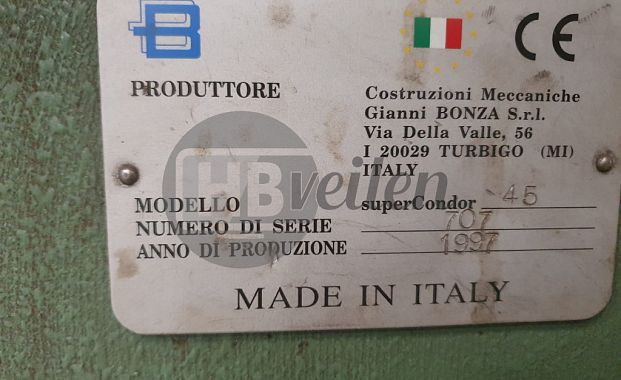 B
CE
PRODUTTORE
Costruzioni Meccaniche
Gianni BONZA S.r.l.
Via Della Valle, 56
I 20029 TURBIGO (MI)
ITALY
HBveilen
MODELLO superCondor 45
NUMERO DI SERIE 707
ANNO DI PRODUZIONE 1997
MADE IN ITALY